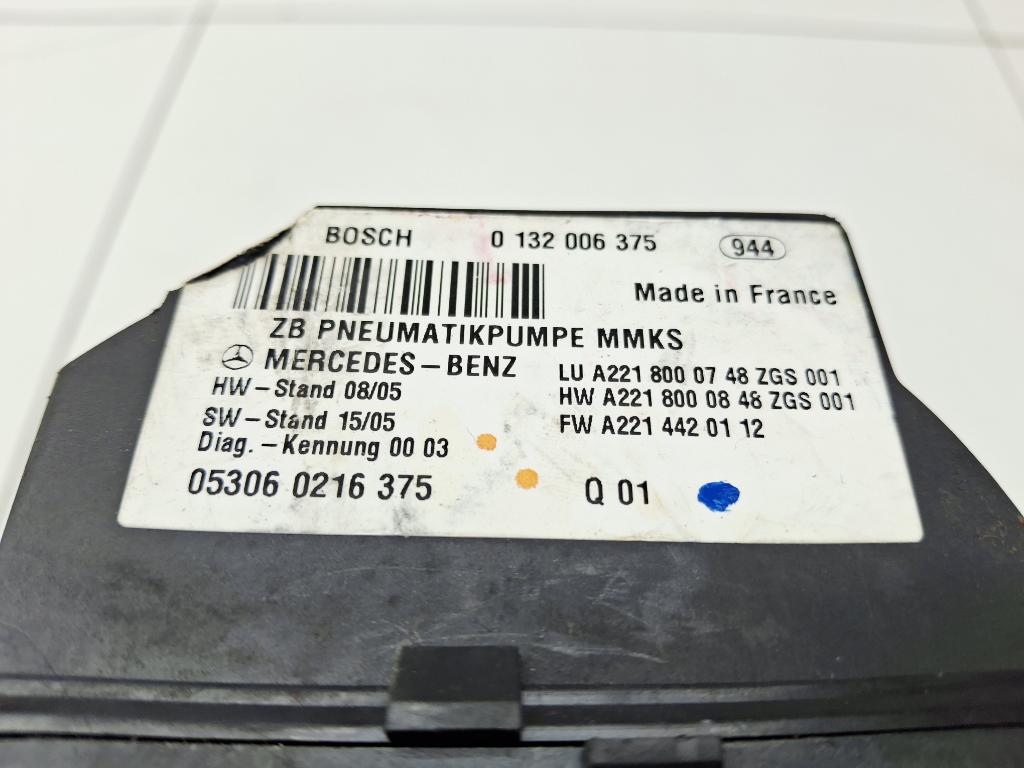 BOSCH 0 132 006 375 944
Made in France
ZB PNEUMATIKPUMPE MMKS
MERCEDES-BENZ
LU A221 800 07 48 ZGS 001
HW-Stand 08/05
HW A221 800 08 48 ZGS 001
SW-Stand 15/05
FW A221 442 01 12
Diag.-Kennung 00 03
05306 0216 375 Q 01